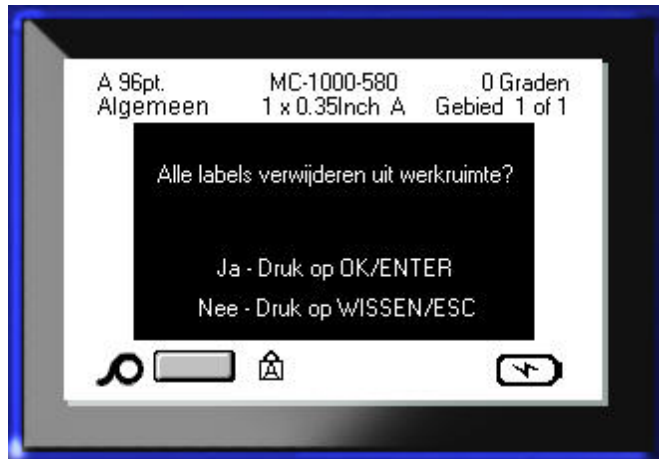 A 96pt. MC-1000-580 0 Graden
Algemeen 1 x 0.35Inch A Gebied 1 of 1
Alle labels verwijderen uit werkruimte?
Ja - Druk op OK/ENTER
Nee - Druk op WISSEN/ESC
A